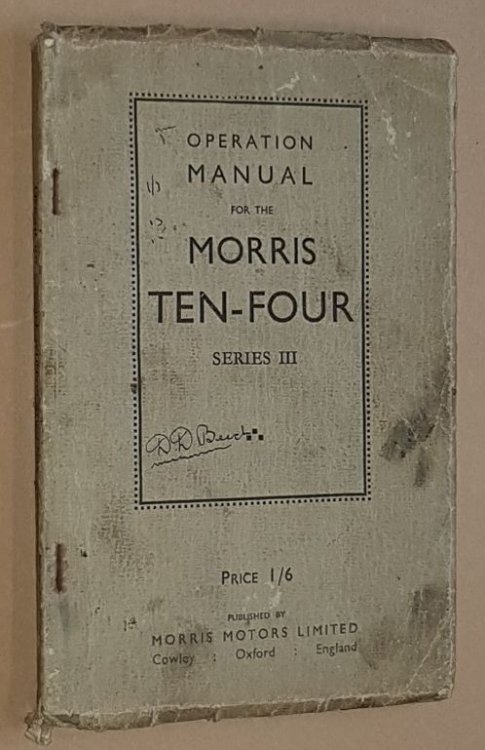 OPERATION
MANUAL
FOR THE
MORRIS
TEN-FOUR
SERIES III
PRICE 1/6
PUBLISHED BY
MORRIS MOTORS LIMITED
Cowley : Oxford : England